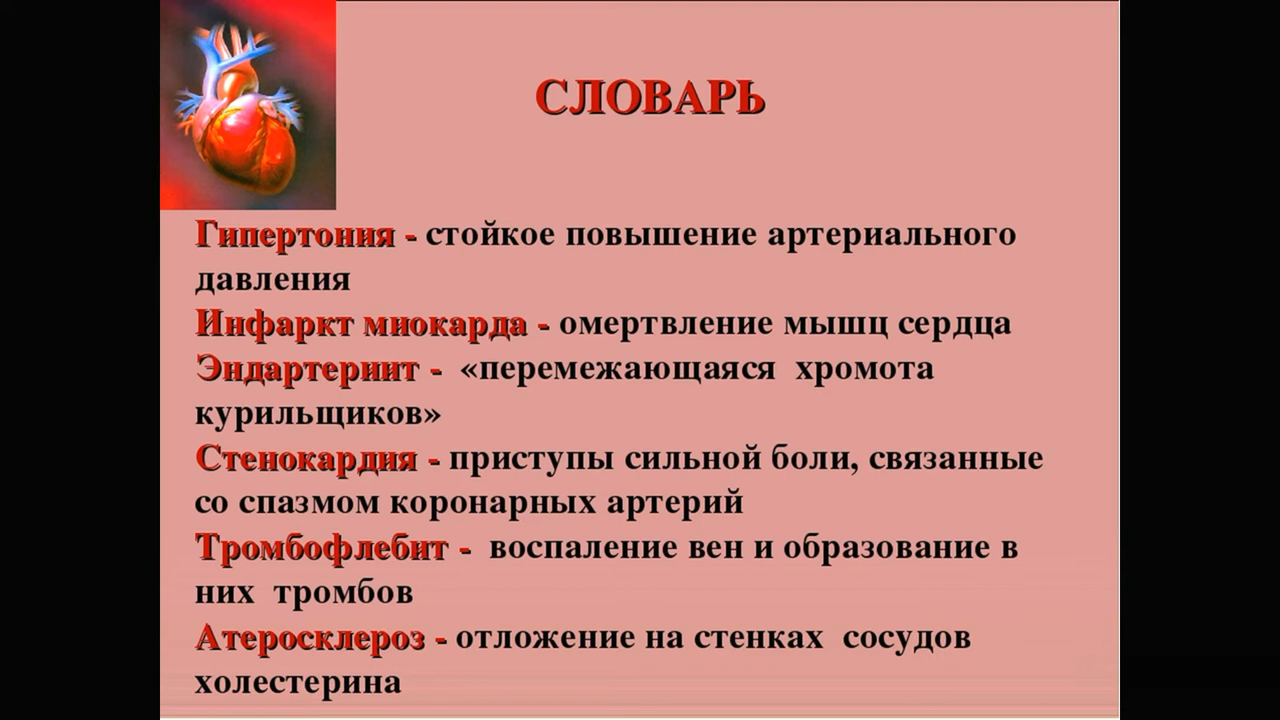 СЛОВАРЬ
Гипертония - стойкое повышение артериального
давления
Инфаркт миокарда - омертвление мышц сердца
Эндартериит - «перемежающаяся хромота
курильщиков»
Стенокардия - приступы сильной боли, связанные
со спазмом коронарных артерий
Тромбофлебит - воспаление вен и образование в
них тромбов
Атеросклероз - отложение на стенках сосудов
холестерина